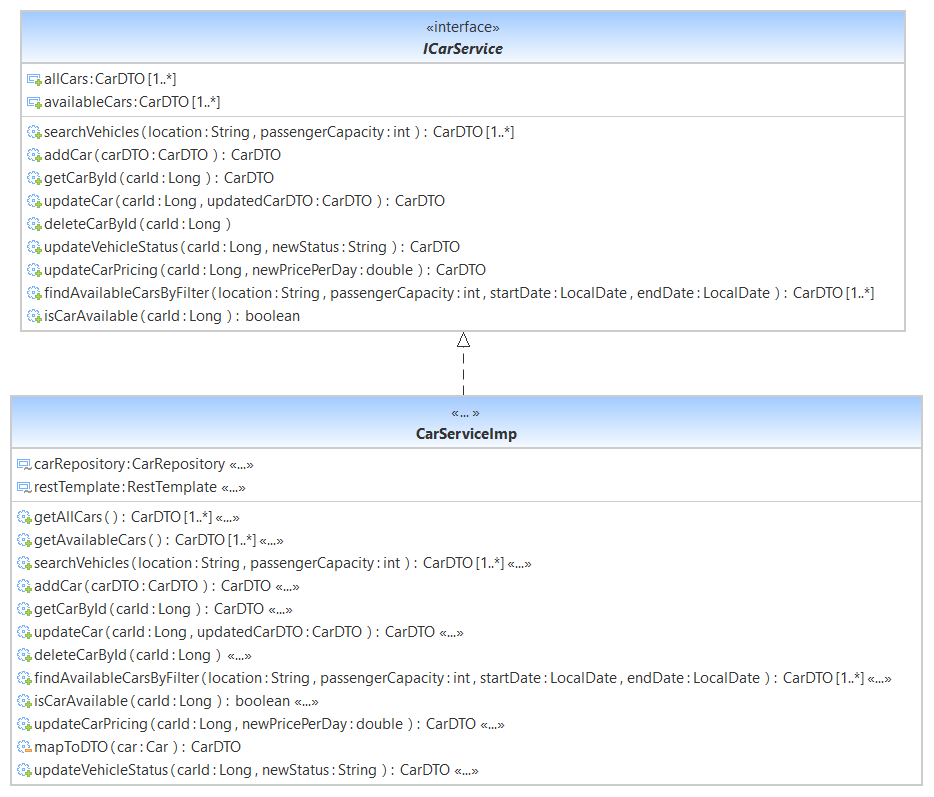 «interface»
ICarService
allCars:CarDTO [1..*]
availableCars:CarDTO [1..*]
searchVehicles(location:String, passengerCapacity:int ): CarDTO [1..*]
addCar(carDTO:CarDTO ): CarDTO
getCarById(carId:Long ): CarDTO
updateCar(carId:Long, updatedCarDTO:CarDTO ): CarDTO
deleteCarById(carId:Long )
updateVehicleStatus(carId:Long, newStatus:String ): CarDTO
updateCarPricing(carId:Long, newPricePerDay:double ): CarDTO
findAvailableCarsByFilter(location:String, passengerCapacity:int, startDate:LocalDate, endDate:LocalDate ): CarDTO [1..*]
isCarAvailable(carId:Long ): boolean
«... »
CarServiceImp
carRepository:CarRepository «...»
restTemplate:RestTemplate «...»
getAllCars(): CarDTO [1..*] «...»
getAvailableCars(): CarDTO [1..*] «...»
searchVehicles(location:String, passengerCapacity:int ): CarDTO [1..*] «...»
addCar(carDTO:CarDTO ): CarDTO «...»
getCarById(carId:Long ): CarDTO «...»
updateCar(carId:Long, updatedCarDTO:CarDTO ): CarDTO «...»
deleteCarById(carId:Long ) «...»
findAvailableCarsByFilter(location:String, passengerCapacity:int, startDate:LocalDate, endDate:LocalDate ): CarDTO [1..*] «...»
isCarAvailable(carId:Long ): boolean «...»
updateCarPricing(carId:Long, newPricePerDay:double ): CarDTO «...»
mapToDTO(car:Car ): CarDTO
updateVehicleStatus(carId:Long, newStatus:String ): CarDTO «...»